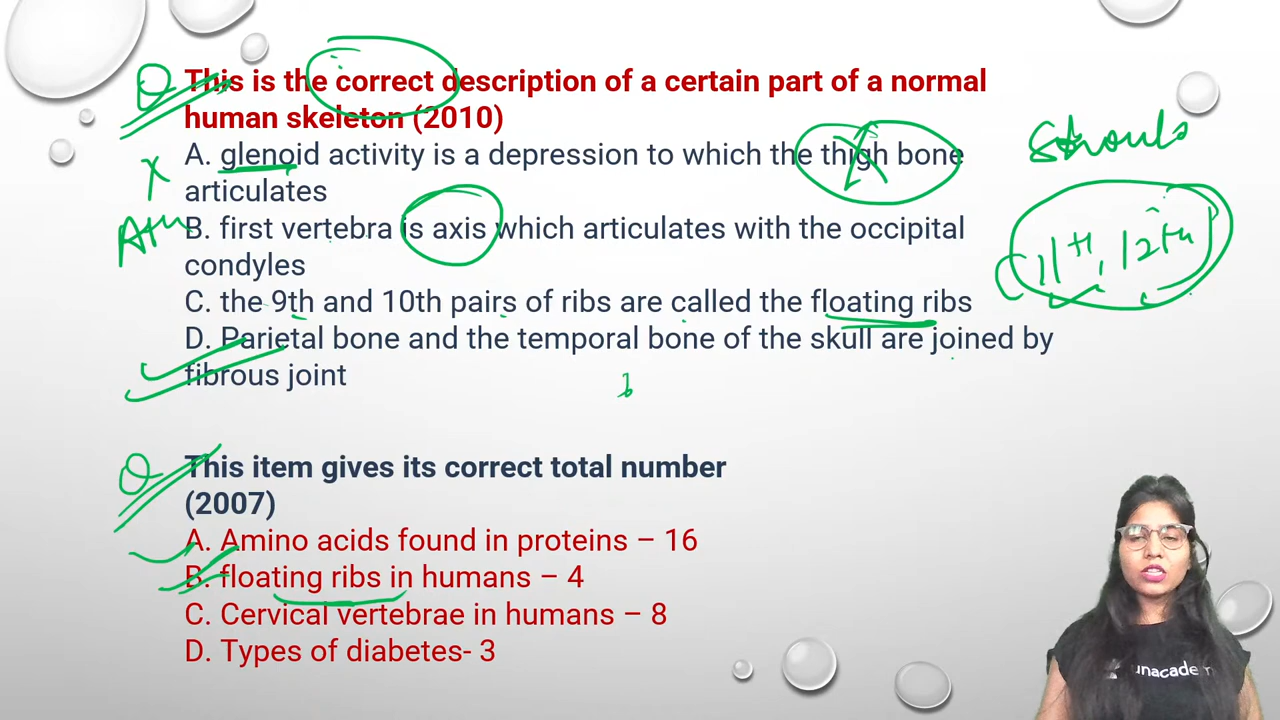 Q This is the correct description of a certain part of a normal
human skeleton (2010)
X A. glenoid activity is a depression to which the thigh bone
articulates
B. first vertebra is axis which articulates with the occipital
condyles
C. the 9th and 10th pairs of ribs are called the floating ribs
11th, 12th
D. Parietal bone and the temporal bone of the skull are joined by
fibrous joint
Q This item gives its correct total number
(2007)
A. Amino acids found in proteins – 16
B. floating ribs in humans – 4
C. Cervical vertebrae in humans – 8
D. Types of diabetes- 3
unacadem